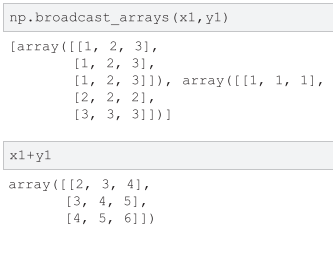 np.broadcast_arrays(x1,y1)
[array([[1, 2, 3],
       [1, 2, 3],
       [1, 2, 3]]), array([[1, 1, 1],
       [2, 2, 2],
       [3, 3, 3]])]
x1+y1
array([[2, 3, 4],
       [3, 4, 5],
       [4, 5, 6]])